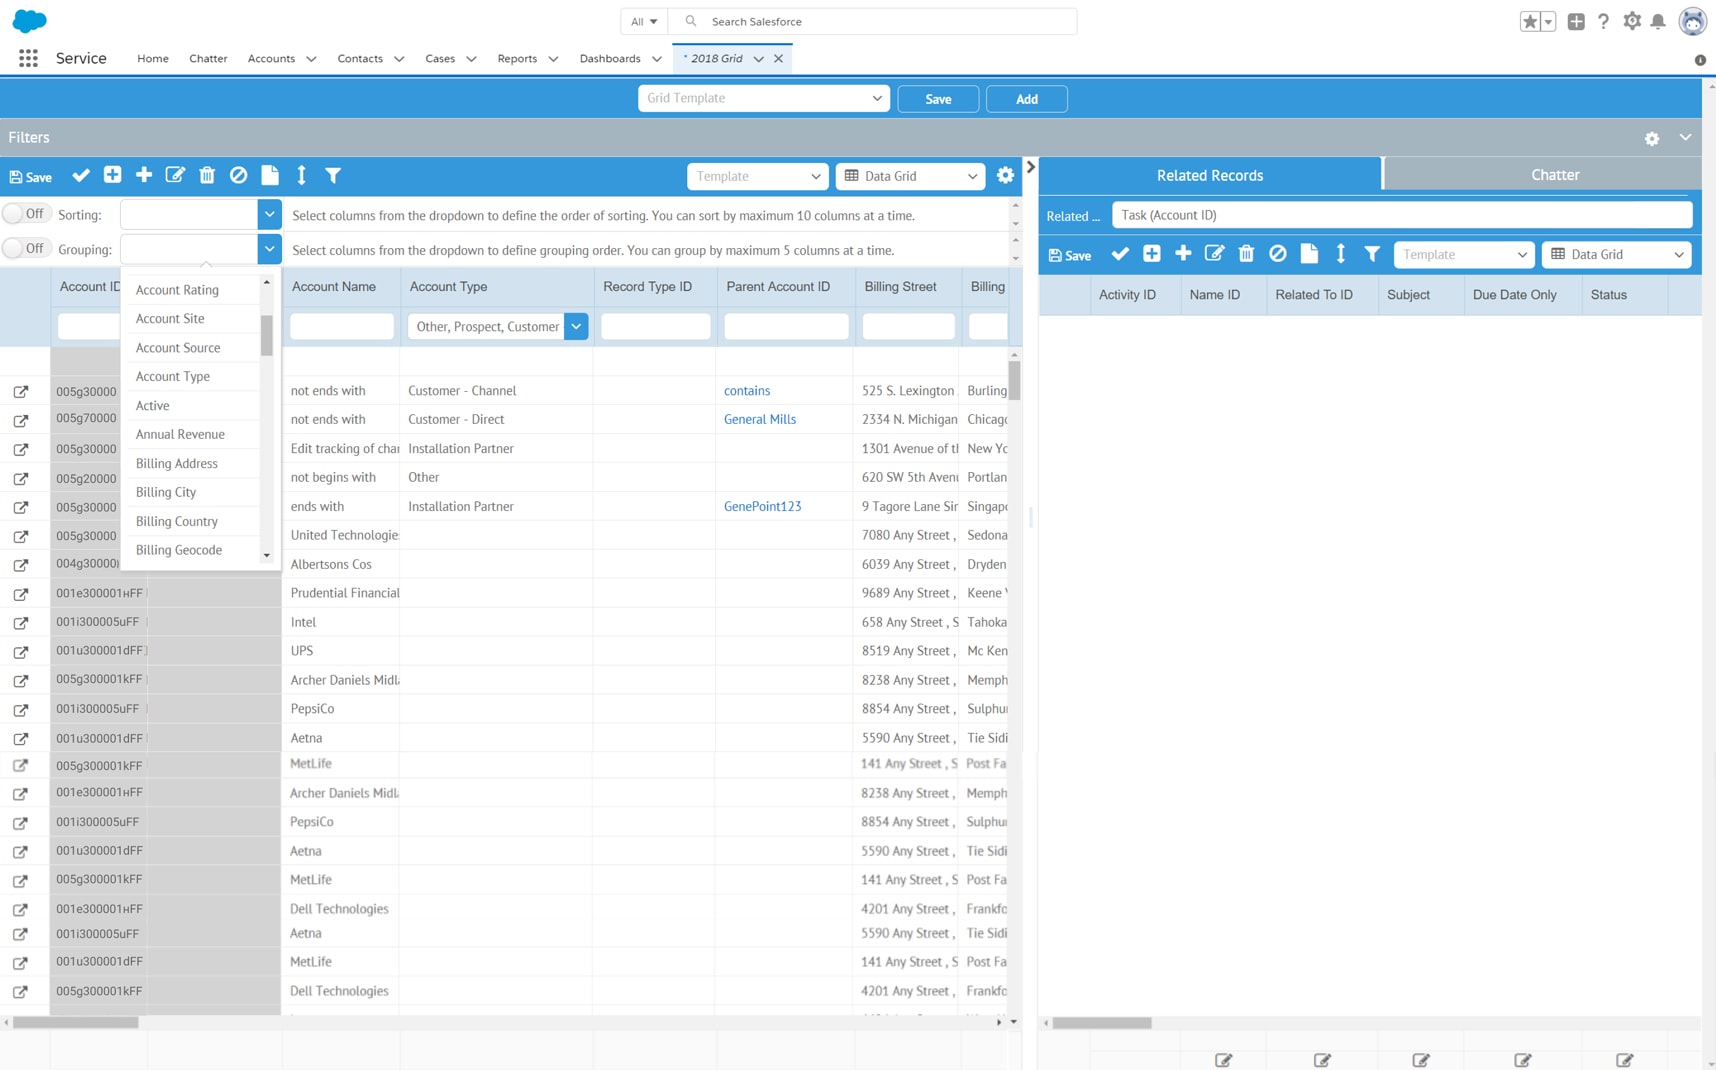 All Search Salesforce
Service Home Chatter Accounts Contacts Cases Reports Dashboards * 2018 Grid
Grid Template Save Add
Filters
Save Template Data Grid
Off Sorting: Select columns from the dropdown to define the order of sorting. You can sort by maximum 10 columns at a time.
Off Grouping: Select columns from the dropdown to define grouping order. You can group by maximum 5 columns at a time.
Account ID Account Name Account Type Record Type ID Parent Account ID Billing Street Billing
Other, Prospect, Customer
Account Rating
Account Site
Account Source
Account Type
Active
Annual Revenue
Billing Address
Billing City
Billing Country
Billing Geocode
005g30000 not ends with Customer - Channel contains 525 S. Lexington Burling
005g70000 not ends with Customer - Direct General Mills 2334 N. Michigan Chicago
005g30000 Edit tracking of char Installation Partner 1301 Avenue of th New Yo
005g20000 not begins with Other 620 SW 5th Avenu Portlan
005g30000 ends with Installation Partner GenePoint123 9 Tagore Lane Sin Singapo
005g30000 United Technologies 7080 Any Street , Sedona
004g30000 Albertsons Cos 6039 Any Street , Dryden
001e300001HFF Prudential Financial 9689 Any Street , Keene
001i300005uFF Intel 658 Any Street , S Tahoka
001u300001dFF UPS 8519 Any Street , Mc Ken
005g300001kFF Archer Daniels Midl 8238 Any Street , Memph
001i300005uFF PepsiCo 8854 Any Street , Sulphu
001u300001dFF Aetna 5590 Any Street , Tie Sidi
005g300001kFF MetLife 141 Any Street , S Post Fa
001e300001HFF Archer Daniels Midl 8238 Any Street , Memph
001i300005uFF PepsiCo 8854 Any Street , Sulphu
001u300001dFF Aetna 5590 Any Street , Tie Sidi
005g300001kFF MetLife 141 Any Street , S Post Fa
001e300001HFF Dell Technologies 4201 Any Street , Frankfo
001i300005uFF Aetna 5590 Any Street , Tie Sidi
001u300001dFF MetLife 141 Any Street , S Post Fa
005g300001kFF Dell Technologies 4201 Any Street , Frankfo
Related Records Chatter
Related ... Task (Account ID)
Save Template Data Grid
Activity ID Name ID Related To ID Subject Due Date Only Status